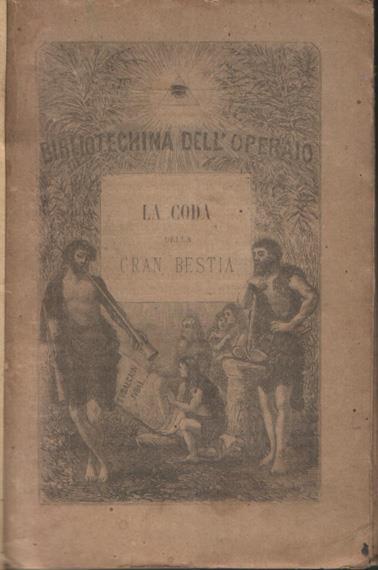 BIBLIOTECHINA DELL'OPERAIO
LA CODA
DELLA
GRAN BESTIA